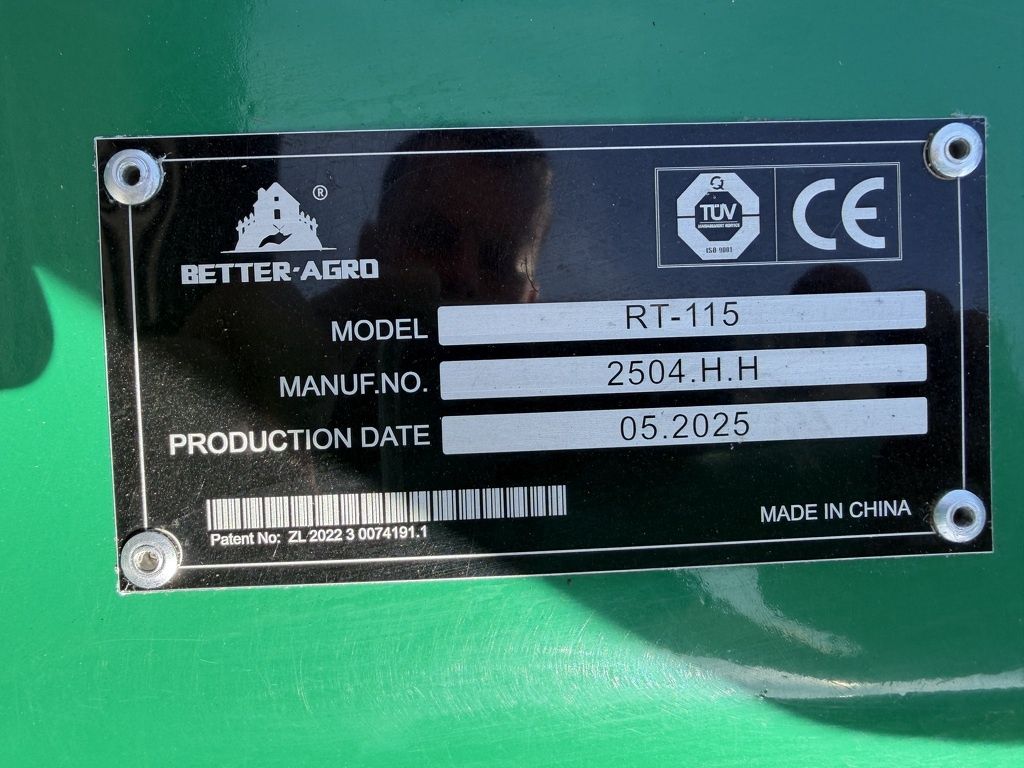 ®
BETTER-AGRO
TÜV
ISO 9001
CE
MODEL RT-115
MANUF.NO. 2504.H.H
PRODUCTION DATE 05.2025
Patent No: ZL 2022 3 0074191.1
MADE IN CHINA